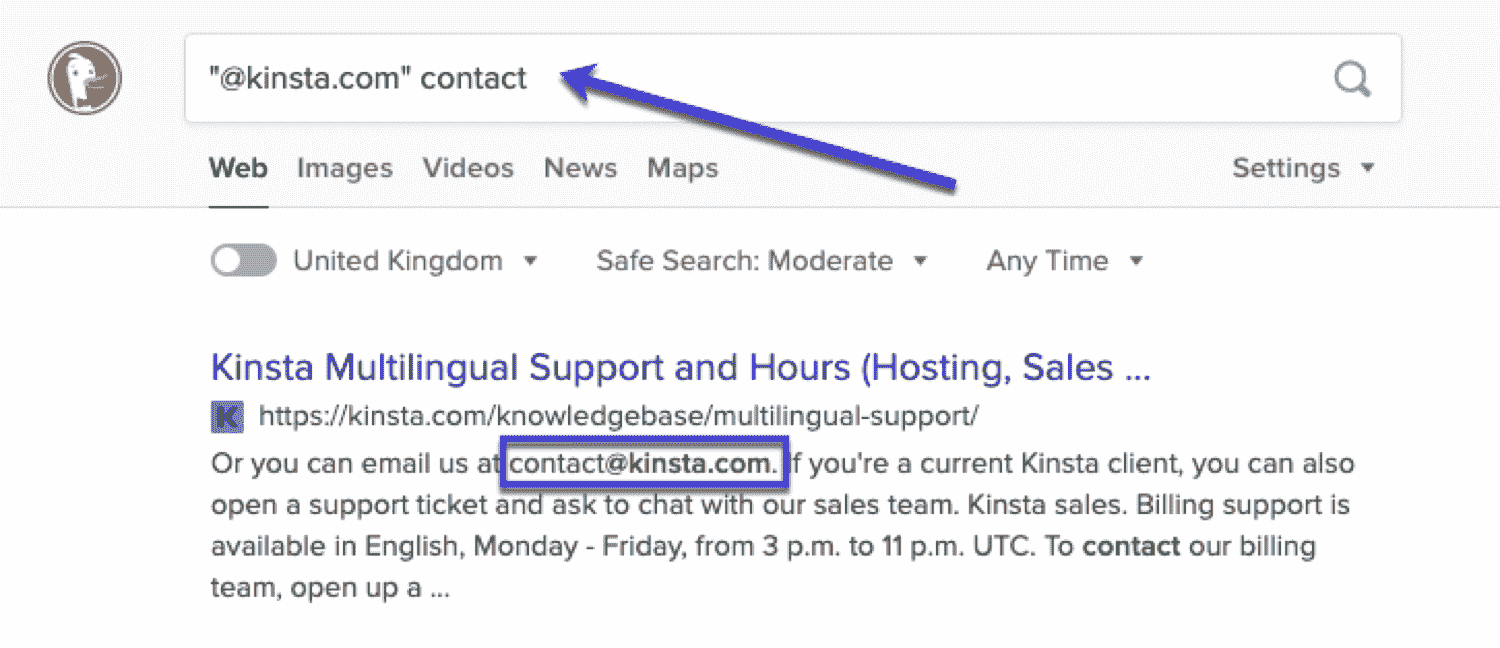 "@kinsta.com" contact
Web Images Videos News Maps Settings
United Kingdom Safe Search: Moderate Any Time
Kinsta Multilingual Support and Hours (Hosting, Sales ...
K https://kinsta.com/knowledgebase/multilingual-support/
Or you can email us at contact@kinsta.com. If you're a current Kinsta client, you can also
open a support ticket and ask to chat with our sales team. Kinsta sales. Billing support is
available in English, Monday - Friday, from 3 p.m. to 11 p.m. UTC. To contact our billing
team, open up a ...